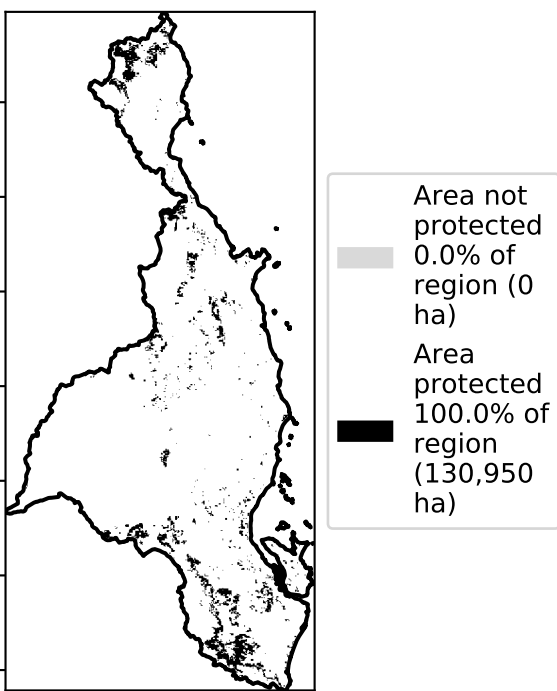 Area not
protected
0.0% of
region (0
ha)
Area
protected
100.0% of
region
(130,950
ha)